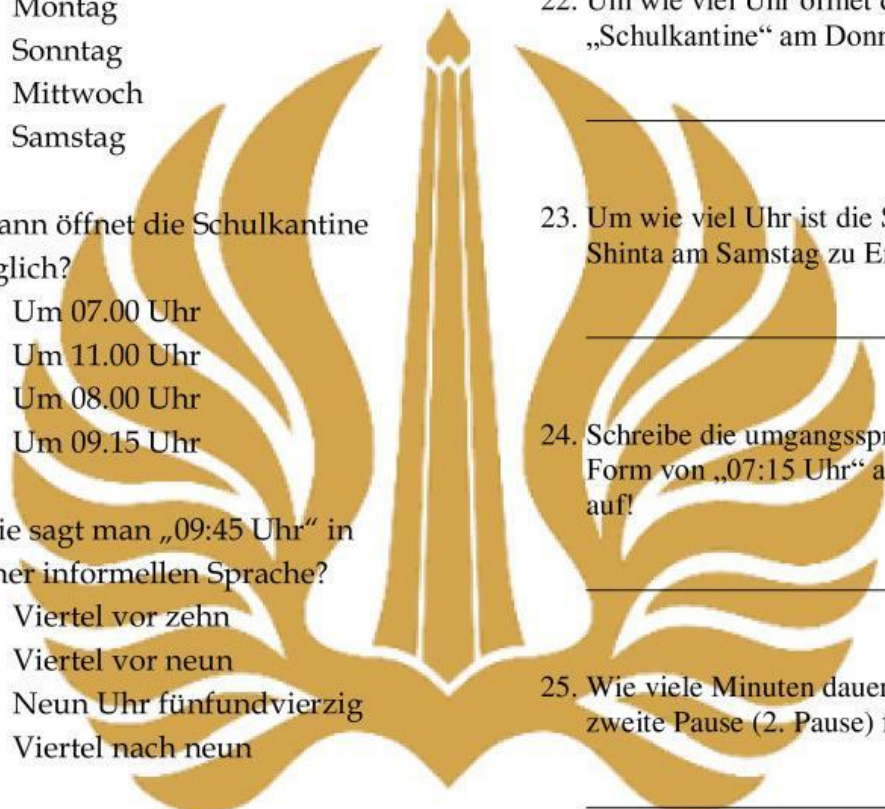 Montag
Sonntag
Mittwoch
Samstag
öffnet die Schulkantine
Um 07.00 Uhr
Um 11.00 Uhr
Um 08.00 Uhr
Um 09.15 Uhr
sagt man „09:45 Uhr“ in
informellen Sprache?
Viertel vor zehn
Viertel vor neun
Neun Uhr fünfundvierzig
Viertel nach neun
22. Um wie viel Uhr öffnet
„Schulkantine“ am
23. Um wie viel Uhr ist die
Shinta am Samstag zu
24. Schreibe die
Form von „07:15 Uhr“
auf!
25. Wie viele Minuten
zweite Pause (2. Pause)